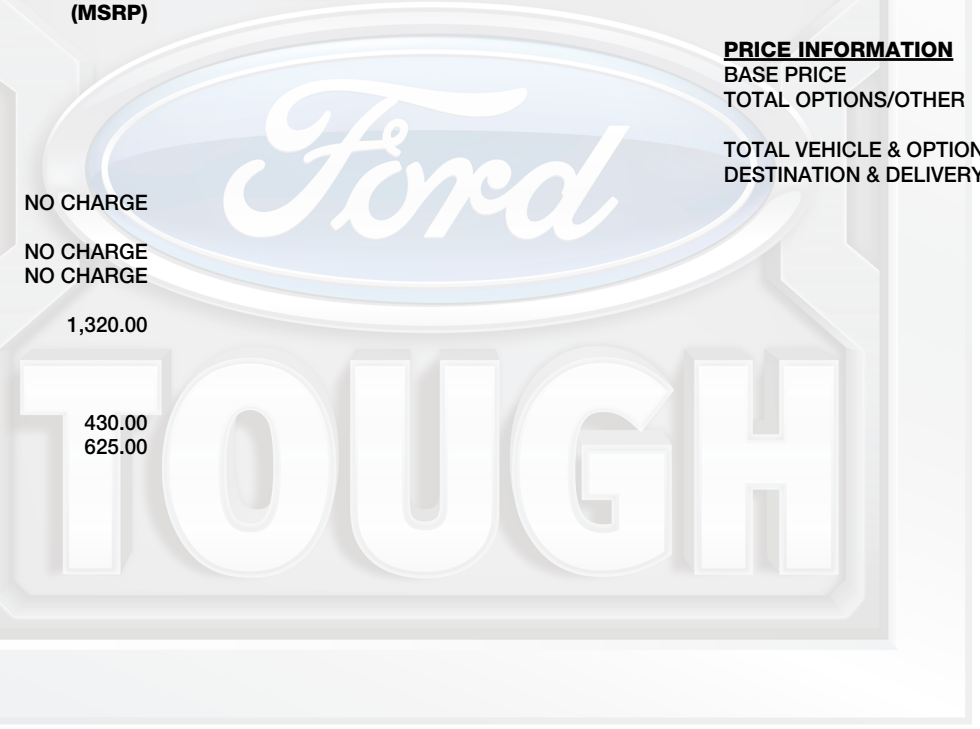 (MSRP)
NO CHARGE
NO CHARGE
NO CHARGE
1,320.00
430.00
625.00
PRICE INFORMATION
BASE PRICE
TOTAL OPTIONS/OTHER
TOTAL VEHICLE & OPTION
DESTINATION & DELIVERY
Ford
TOUGH